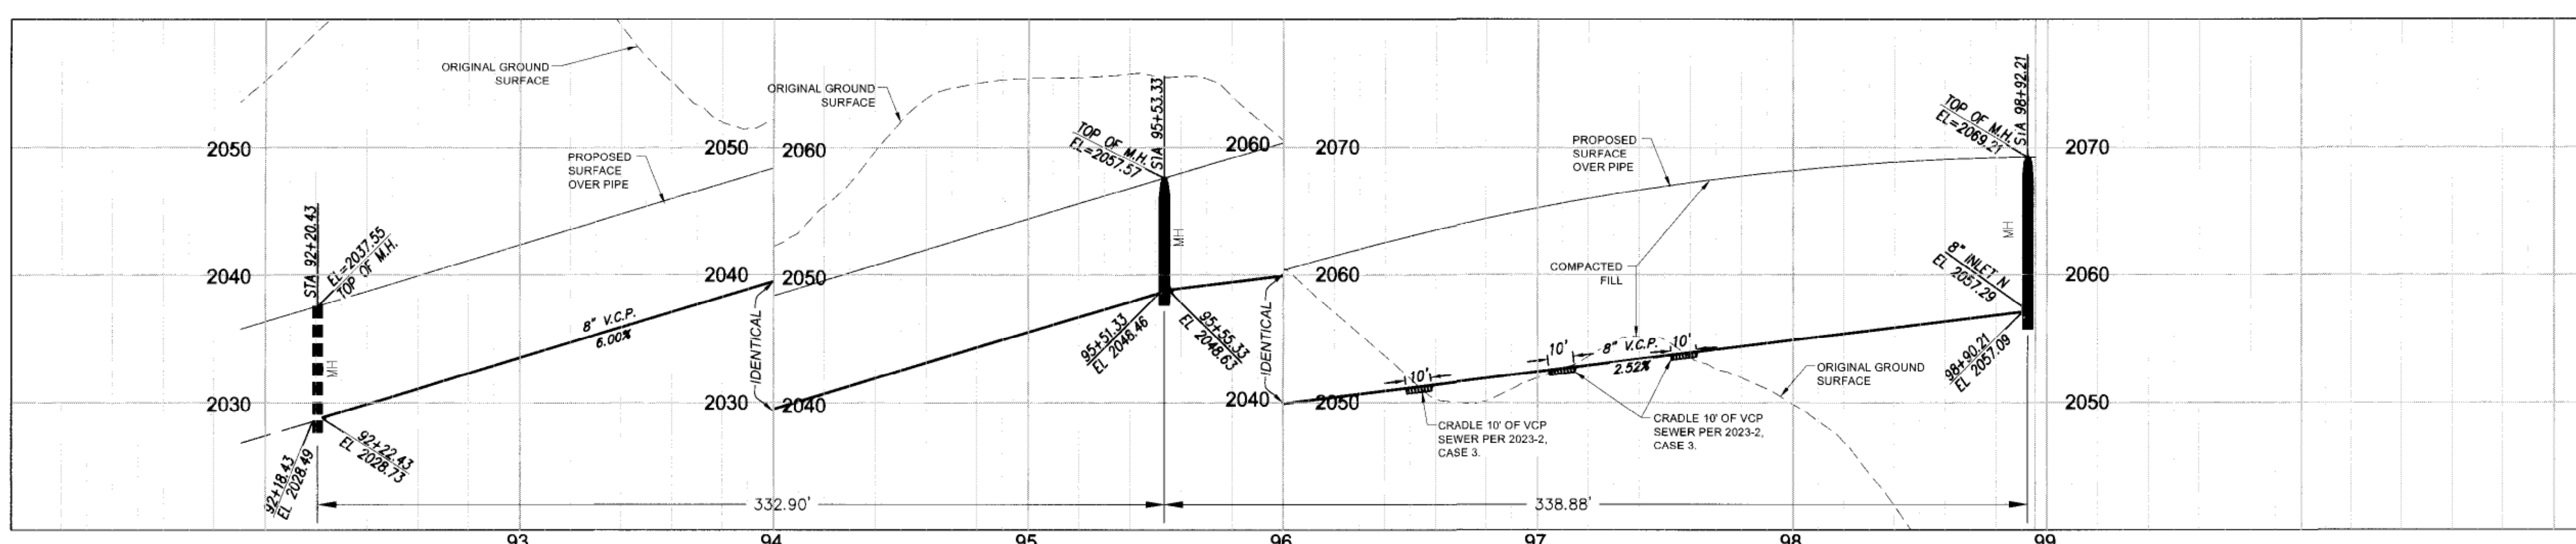 ORIGINAL GROUND
SURFACE
2050
2040
2030
STA 92+20.43
EL=2037.55
TOP OF M.H.
MH
92+18.43
EL 2028.49
92+22.43
EL 2028.73
PROPOSED
SURFACE
OVER PIPE
8" V.C.P.
6.00%
2050
2040
2030
IDENTICAL
2060
2050
2040
ORIGINAL GROUND
SURFACE
TOP OF M.H.
EL=2057.57
STA 95+53.33
MH
95+51.33
EL 2048.46
95+55.33
EL 2048.63
2060
2040
IDENTICAL
2070
2060
2050
PROPOSED
SURFACE
OVER PIPE
COMPACTED
FILL
10'
10'
8" V.C.P.
2.52%
10'
CRADLE 10' OF VCP
SEWER PER 2023-2,
CASE 3.
CRADLE 10' OF VCP
SEWER PER 2023-2,
CASE 3.
ORIGINAL GROUND
SURFACE
TOP OF M.H.
EL=2069.21
STA 98+92.21
MH
8" INLET N
EL 2057.29
98+90.21
EL 2057.09
2070
2060
2050
332.90'
338.88'
93
94
95
96
97
98
99